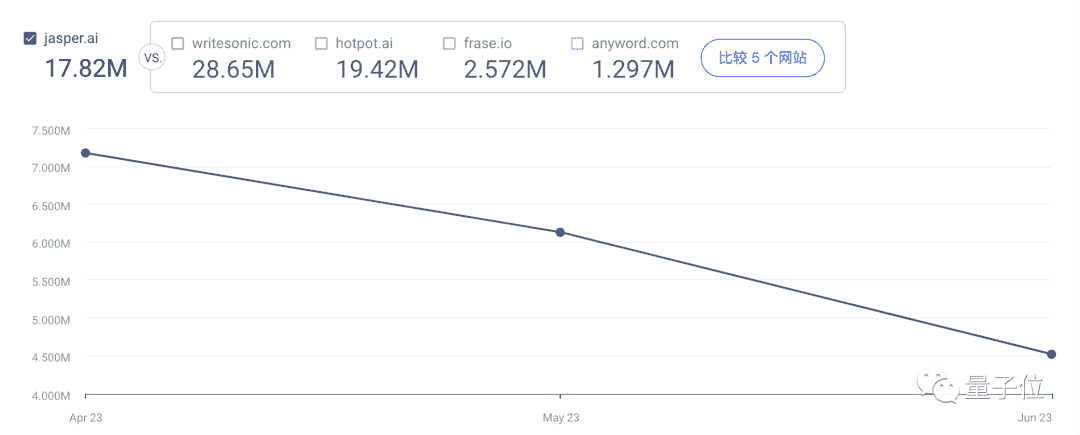 jasper.ai
17.82M
VS.
writesonic.com
28.65M
hotpot.ai
19.42M
frase.io
2.572M
anyword.com
1.297M
比较 5 个网站
7.500M
7.000M
6.500M
6.000M
5.500M
5.000M
4.500M
4.000M
Apr 23
May 23
Jun 23
量子位